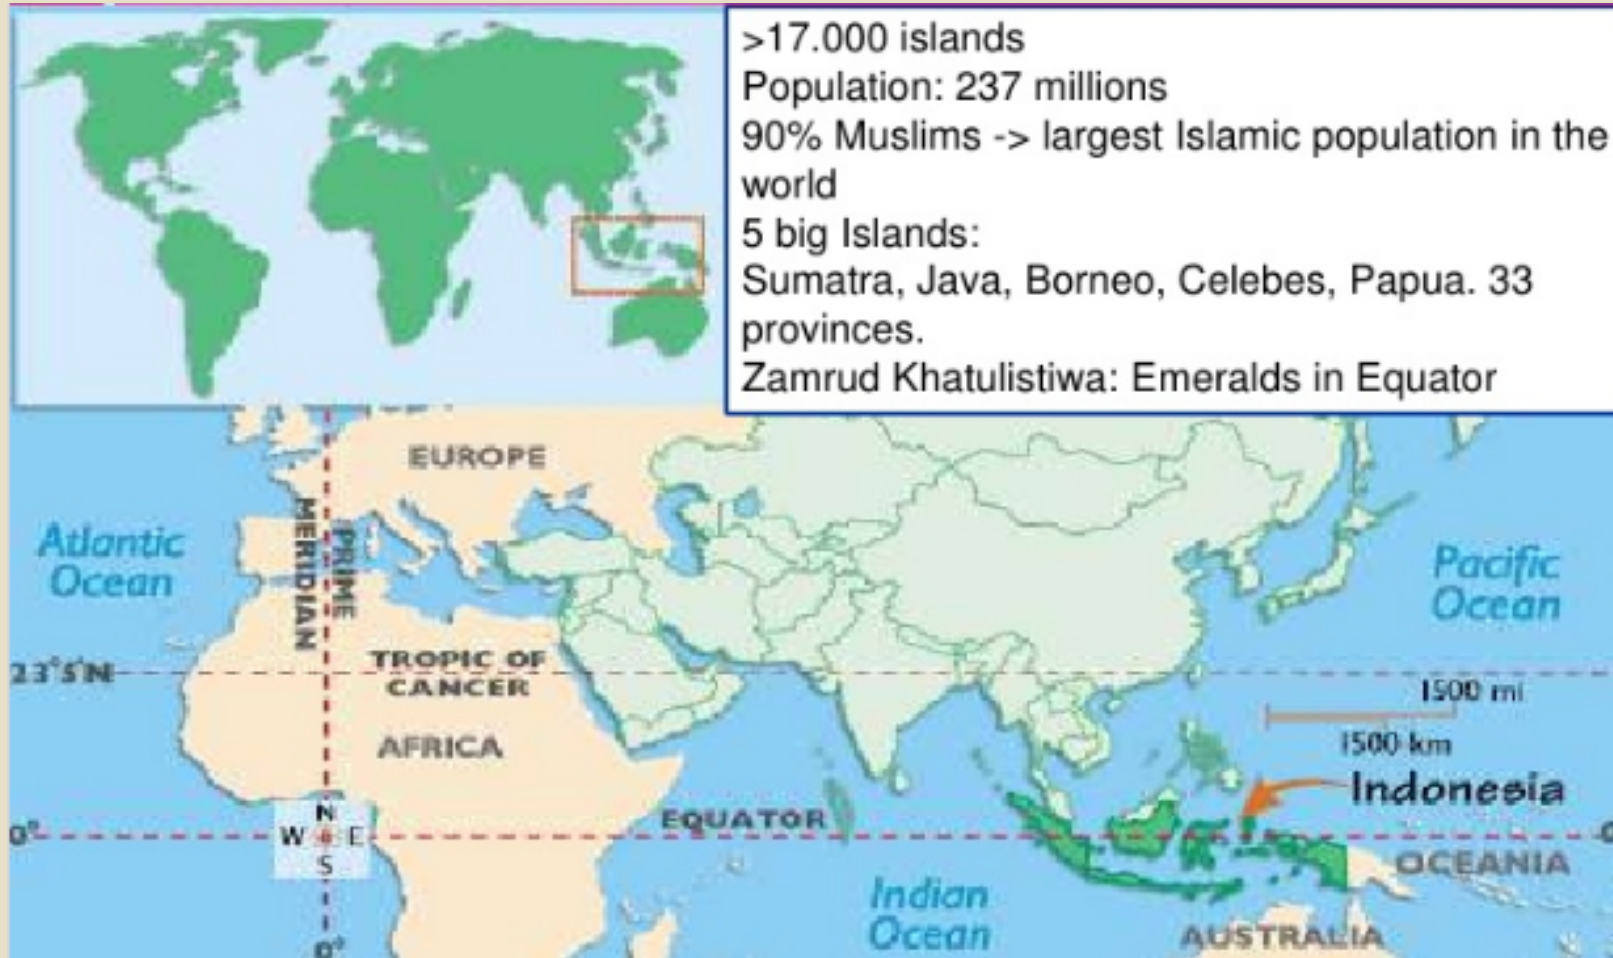 >17.000 islands
Population: 237 millions
90% Muslims -> largest Islamic population in the
world
5 big Islands:
Sumatra, Java, Borneo, Celebes, Papua. 33
provinces.
Zamrud Khatulistiwa: Emeralds in Equator
EUROPE
Atlantic
Ocean
PRIME
MERIDIAN
Pacific
Ocean
23°5'N
TROPIC OF
CANCER
1500 mi
1500 km
AFRICA
Indonesia
EQUATOR
N
W E
S
0°
0
OCEANIA
Indian
Ocean
AUSTRALIA
0°